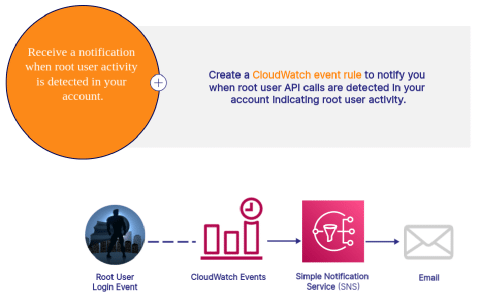 Receive a notification
when root user activity
is detected in your
account.
Create a CloudWatch event rule to notify you
when root user API calls are detected in your
account indicating root user activity.
Root User
Login Event
CloudWatch Events
Simple Notification
Service (SNS)
Email